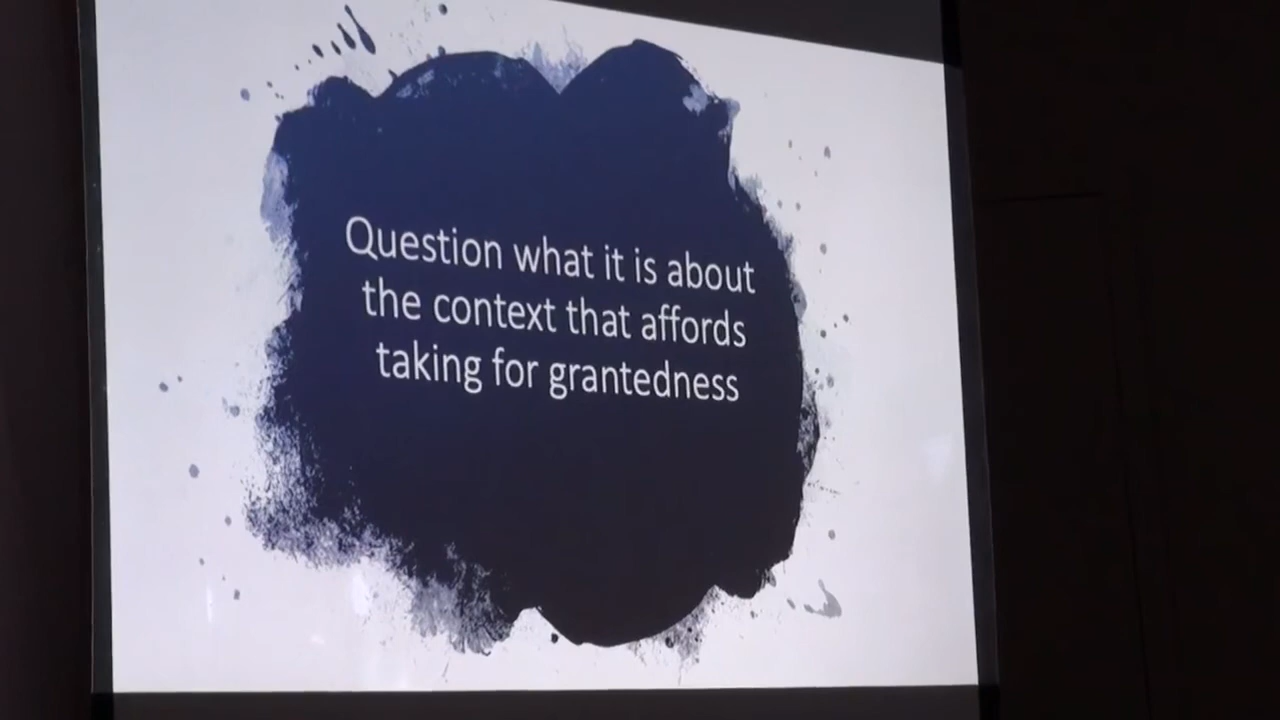 Question what it is about
the context that affords
taking for grantedness